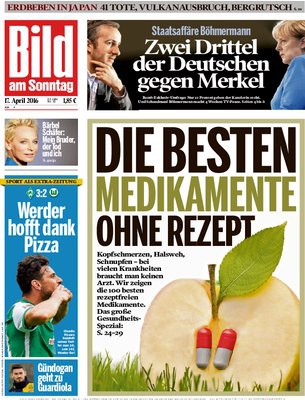 ERDBEBEN IN JAPAN 41 TOTE, VULKANAUSBRUCH, BERGRUTSCH
Bild
am Sonntag
17. April 2016
1,85 €
Staatsaffäre Böhmermann
Zwei Drittel
der Deutschen
gegen Merkel
Bärbel
Schäfer:
Mein Bruder,
der Tod
und ich
SPORT ALS EXTRA-ZEITUNG
3:2
Werder
hofft dank
Pizza
Gündogan
geht zu
Guardiola
DIE BESTEN
MEDIKAMENTE
OHNE REZEPT
Kopfschmerzen, Halsweh,
Schnupfen – bei
vielen Krankheiten
braucht man keinen
Arzt. Wir zeigen
die 100 besten
rezeptfreien
Medikamente.
Das große
Gesundheits-
Spezial:
S. 24–29